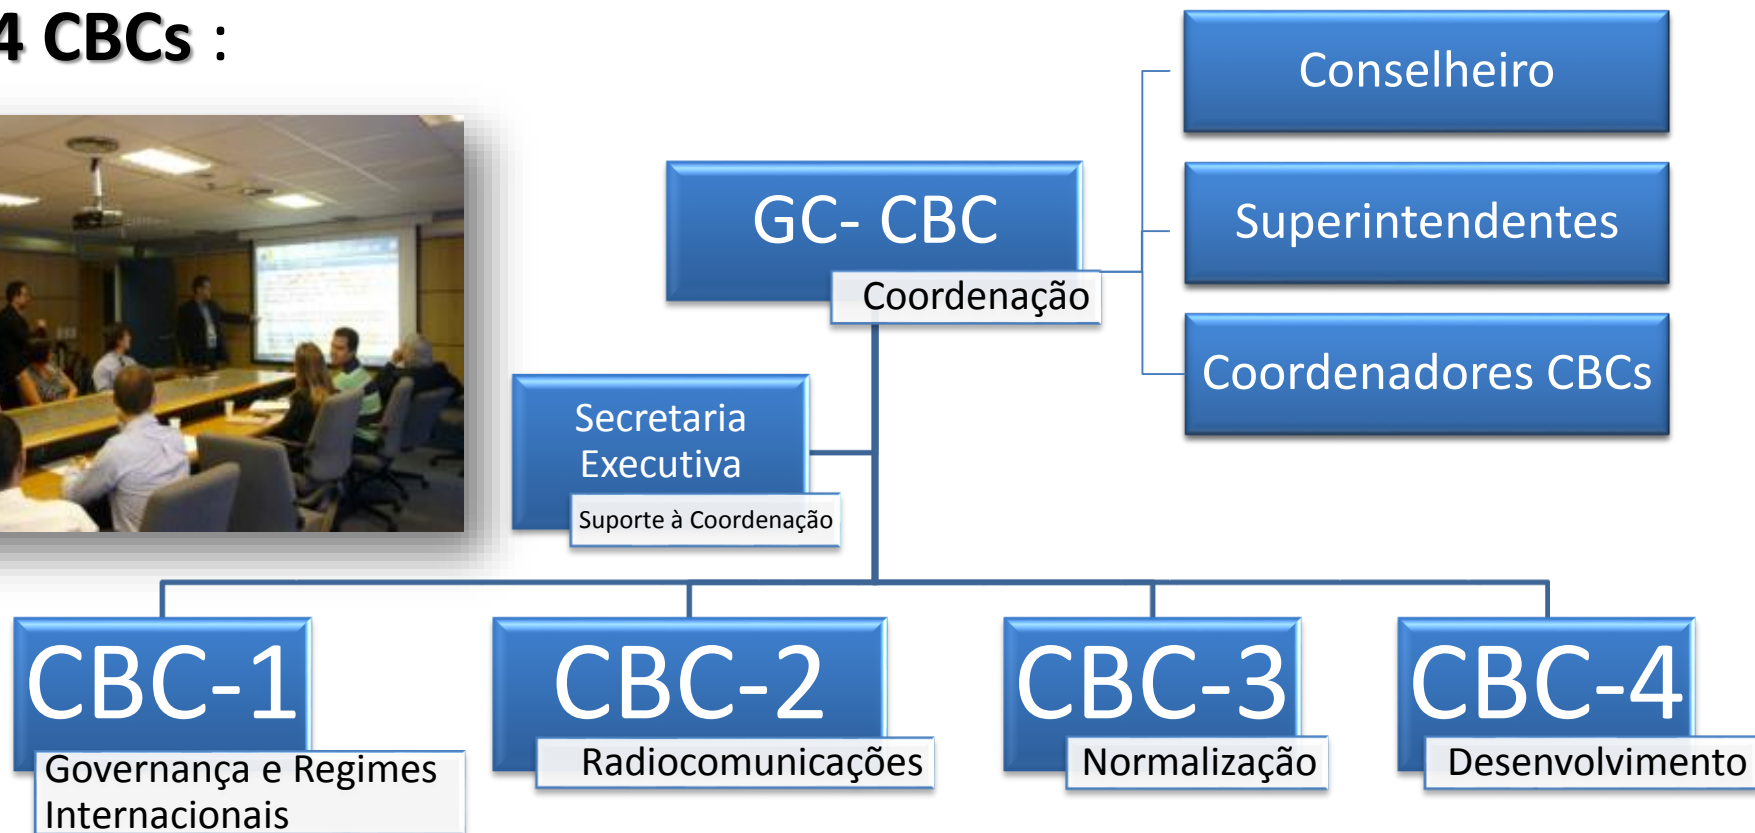 4 CBCs :
Conselheiro
GC- CBC
Coordenação
Superintendentes
Coordenadores CBCs
Secretaria
Executiva
Suporte à Coordenação
CBC-1
Governança e Regimes
Internacionais
CBC-2
Radiocomunicações
CBC-3
Normalização
CBC-4
Desenvolvimento